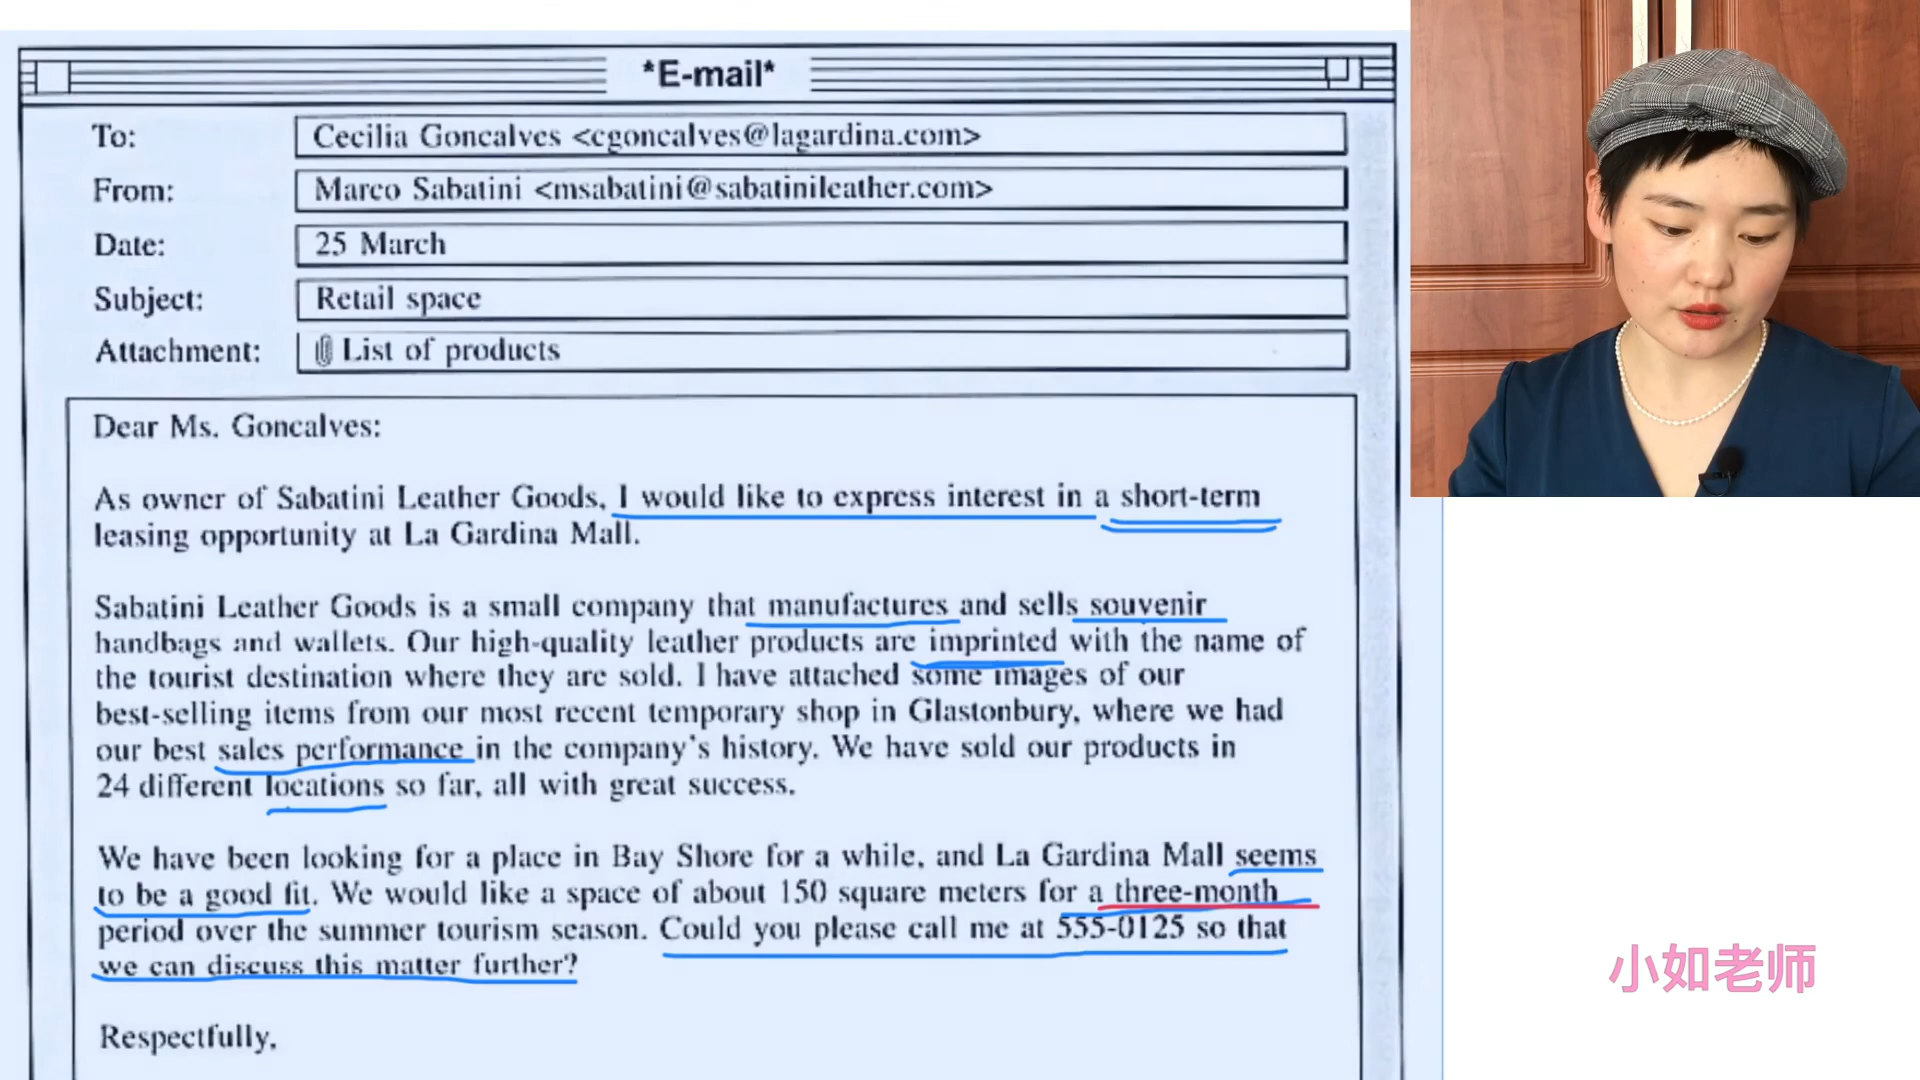 *E-mail*
To:
Cecilia Goncalves <cgoncalves@lagardina.com>
From:
Marco Sabatini <msabatini@sabatinileather.com>
Date:
25 March
Subject:
Retail space
Attachment:
List of products
Dear Ms. Goncalves:
As owner of Sabatini Leather Goods, I would like to express interest in a short-term
leasing opportunity at La Gardina Mall.
Sabatini Leather Goods is a small company that manufactures and sells souvenir
handbags and wallets. Our high-quality leather products are imprinted with the name of
the tourist destination where they are sold. I have attached some images of our
best-selling items from our most recent temporary shop in Glastonbury, where we had
our best sales performance in the company's history. We have sold our products in
24 different locations so far, all with great success.
We have been looking for a place in Bay Shore for a while, and La Gardina Mall seems
to be a good fit. We would like a space of about 150 square meters for a three-month
period over the summer tourism season. Could you please call me at 555-0125 so that
we can discuss this matter further?
Respectfully,
小如老师